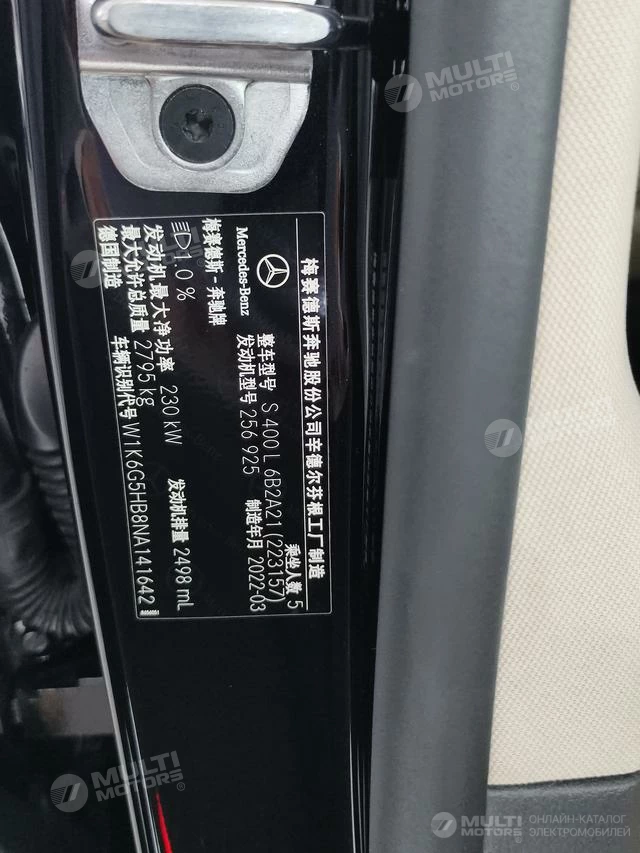 梅赛德斯奔驰股份公司辛德尔芬根工厂制造
Mercedes-Benz
整车型号 S 400 L 6B2A21 (223157)
乘坐人数 5
梅赛德斯-奔驰牌
发动机型号 256 925
制造年月 2022-03
1.0 %
发动机最大净功率 230 kW
发动机排量 2498 mL
最大允许总质量 2795 kg
德国制造
车辆识别代号 W1K6G5HB8NA141642
MULTI
MOTORS
MULTI
MOTORS
MULTI
MOTORS
MULTI
MOTORS
ОНЛАЙН-КАТАЛОГ
ЭЛЕКТРОМОБИЛЕЙ